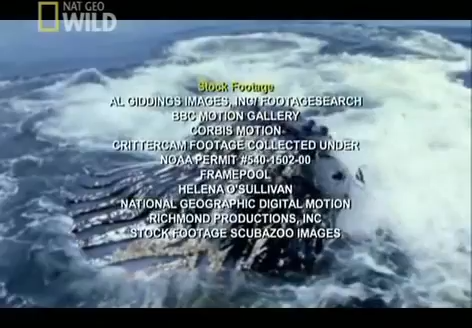 NAT GEO
WILD
Stock Footage
AL GIDDINGS IMAGES, INC/ FOOTAGESEARCH
BBC MOTION GALLERY
CORBIS MOTION
CRITTERCAM FOOTAGE COLLECTED UNDER
NOAA PERMIT #540-1502-00
FRAMEPOOL
HELENA O'SULLIVAN
NATIONAL GEOGRAPHIC DIGITAL MOTION
RICHMOND PRODUCTIONS, INC
STOCK FOOTAGE SCUBAZOO IMAGES